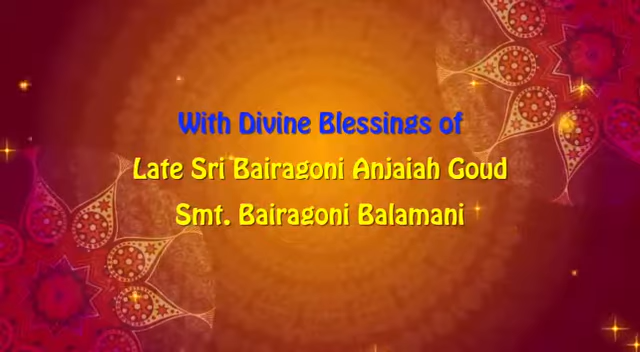 With Divine Blessings of
Late Sri Bairagoni Anjaiah Goud
Smt. Bairagoni Balamani